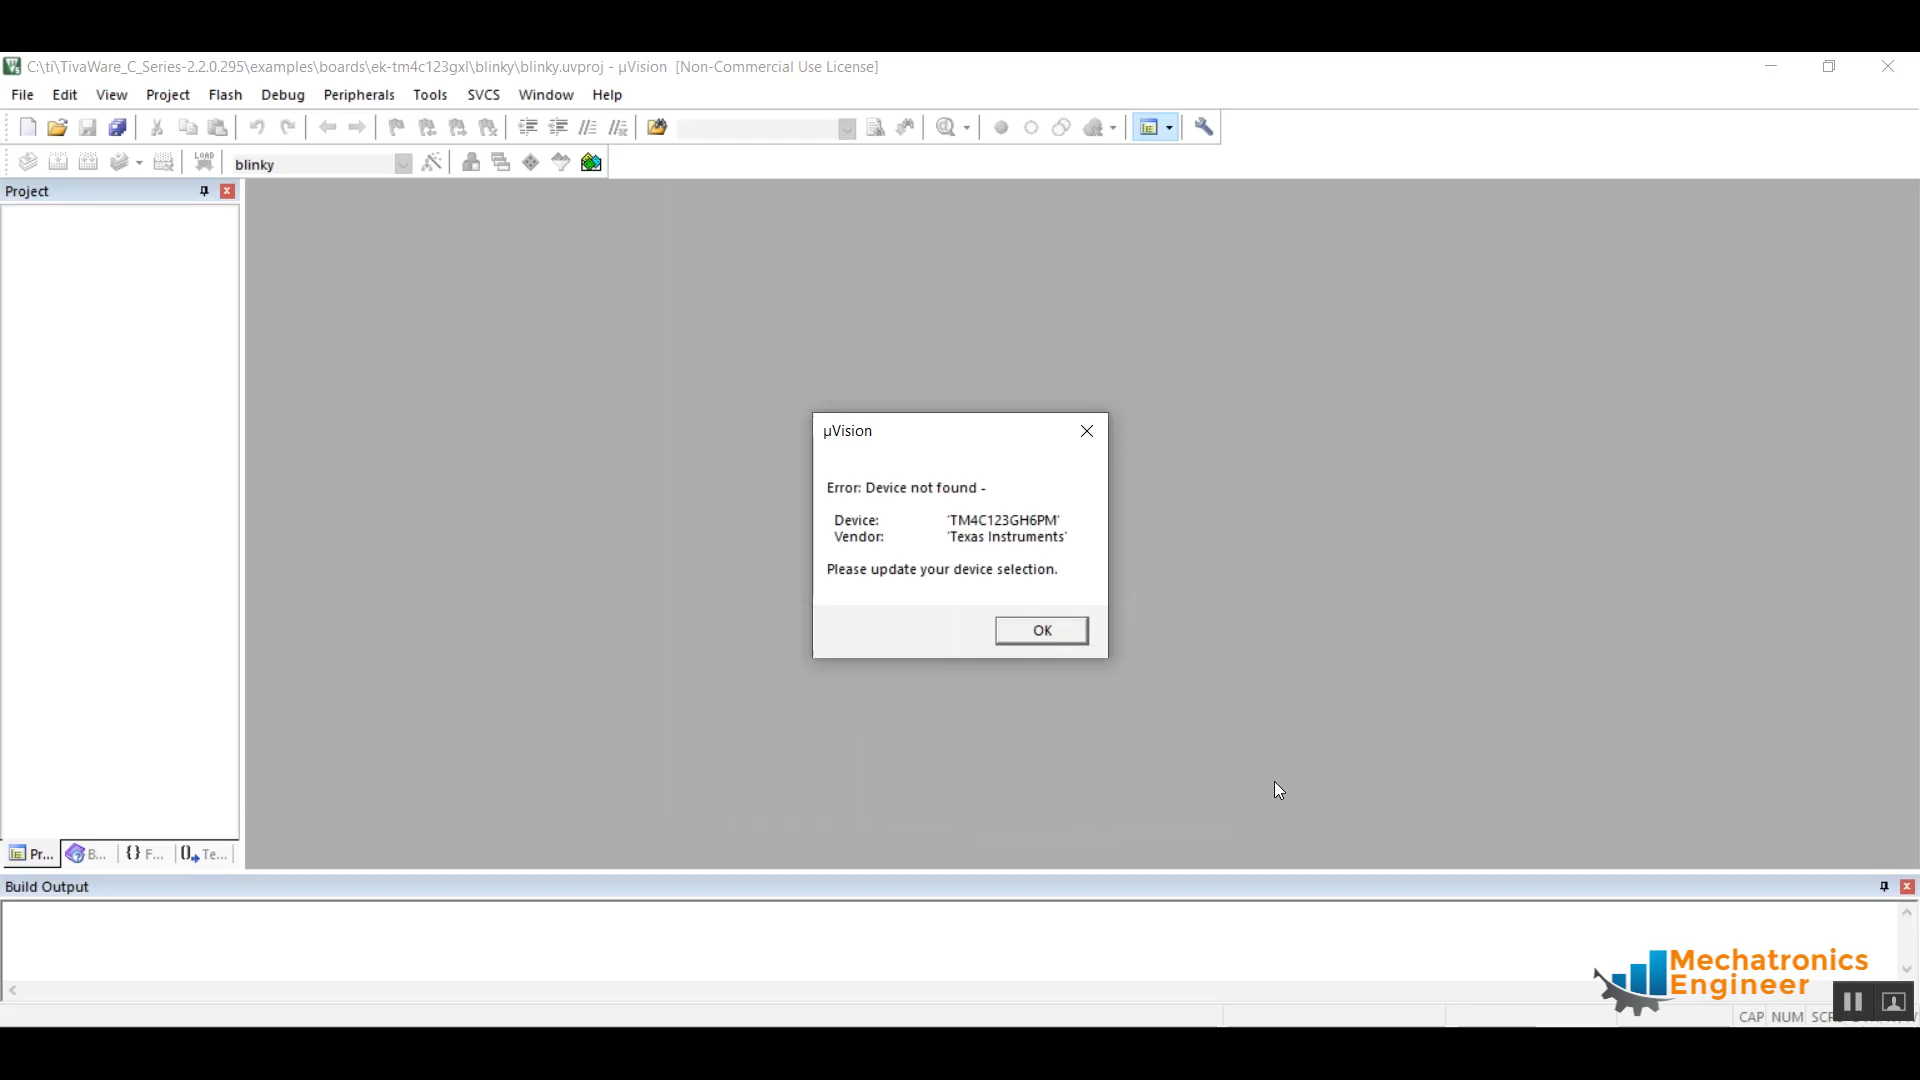 C:\ti\TivaWare_C_Series-2.2.0.295\examples\boards\ek-tm4c123gxl\blinky\blinky.uvproj - µVision [Non-Commercial Use License]
File Edit View Project Flash Debug Peripherals Tools SVCS Window Help
LOAD
blinky
Project
µVision
Error: Device not found -
Device: 'TM4C123GH6PM'
Vendor: 'Texas Instruments'
Please update your device selection.
OK
Pr... B... {} F... Te...
Build Output
Mechatronics
Engineer
CAP NUM